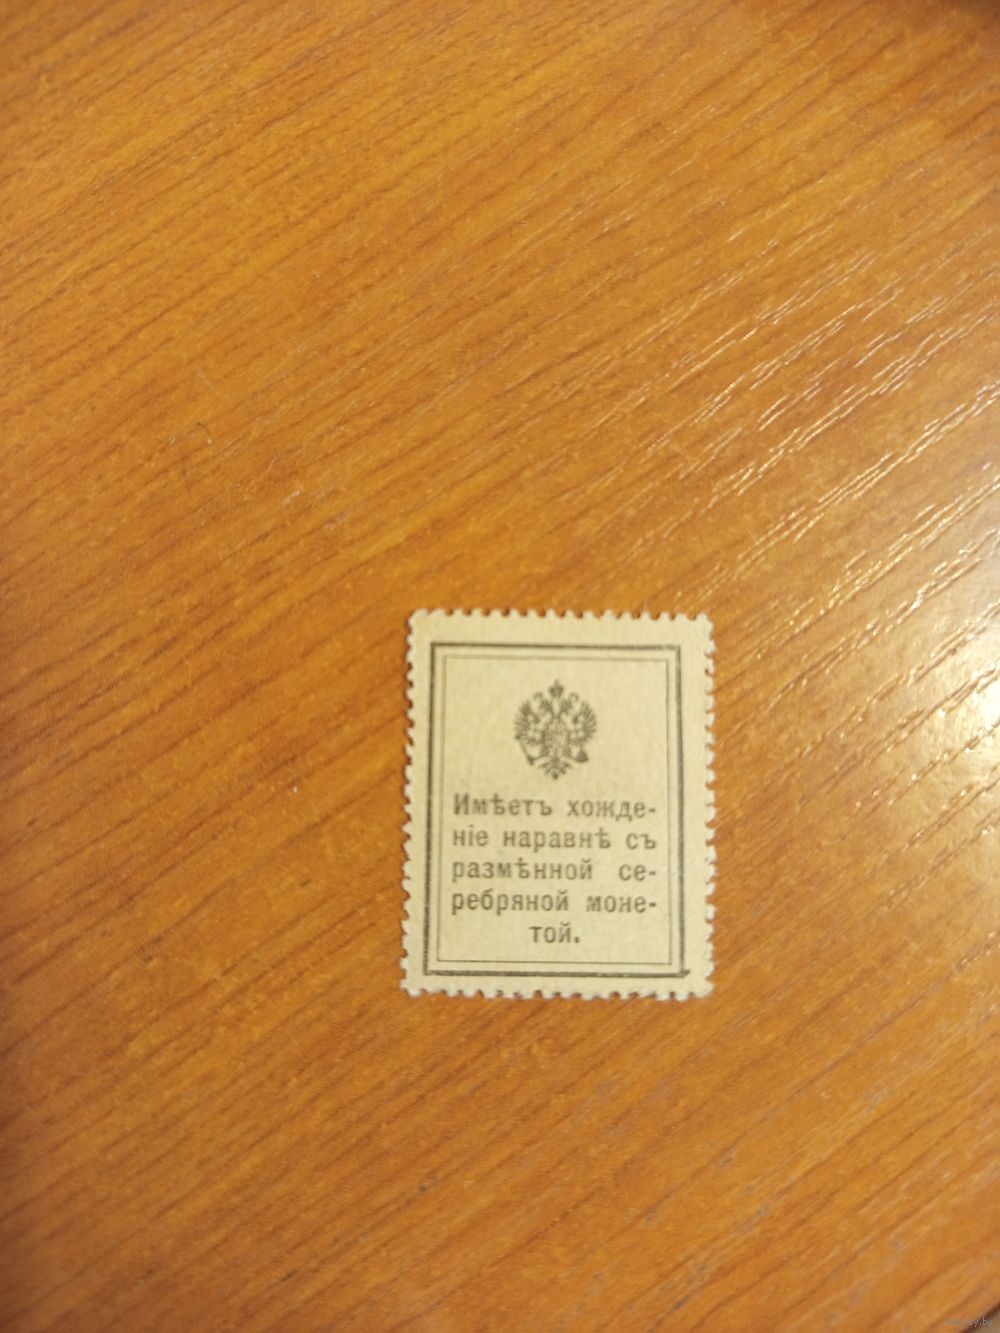 Имѣетъ хожде-
ніе наравнѣ съ
размѣнной се-
ребряной моне-
той.